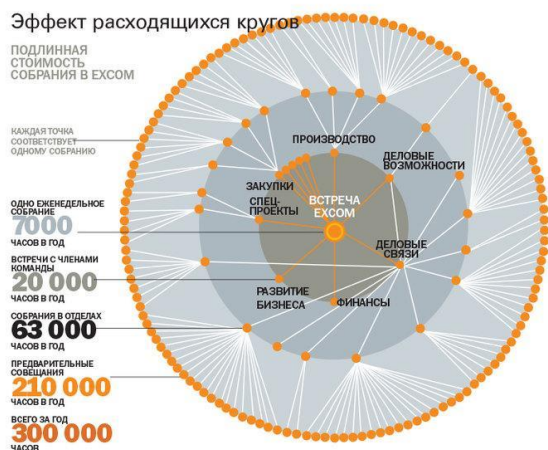 Эффект расходящихся кругов
ПОДЛИННАЯ
СТОИМОСТЬ
СОБРАНИЯ В EXCOM
КАЖДАЯ ТОЧКА
СООТВЕТСТВУЕТ
ОДНОМУ СОБРАНИЮ
ОДНО ЕЖЕНЕДЕЛЬНОЕ
СОБРАНИЕ
7000
ЧАСОВ В ГОД
ВСТРЕЧИ С ЧЛЕНАМИ
КОМАНДЫ
20 000
ЧАСОВ В ГОД
СОБРАНИЯ В ОТДЕЛАХ
63 000
ЧАСОВ В ГОД
ПРЕДВАРИТЕЛЬНЫЕ
СОВЕЩАНИЯ
210 000
ЧАСОВ В ГОД
ВСЕГО ЗА ГОД
300 000
ЧАСОВ
ПРОИЗВОДСТВО
ДЕЛОВЫЕ
ВОЗМОЖНОСТИ
ЗАКУПКИ
СПЕЦ-
ПРОЕКТЫ
ВСТРЕЧА
EXCOM
ДЕЛОВЫЕ
СВЯЗИ
РАЗВИТИЕ
БИЗНЕСА
ФИНАНСЫ